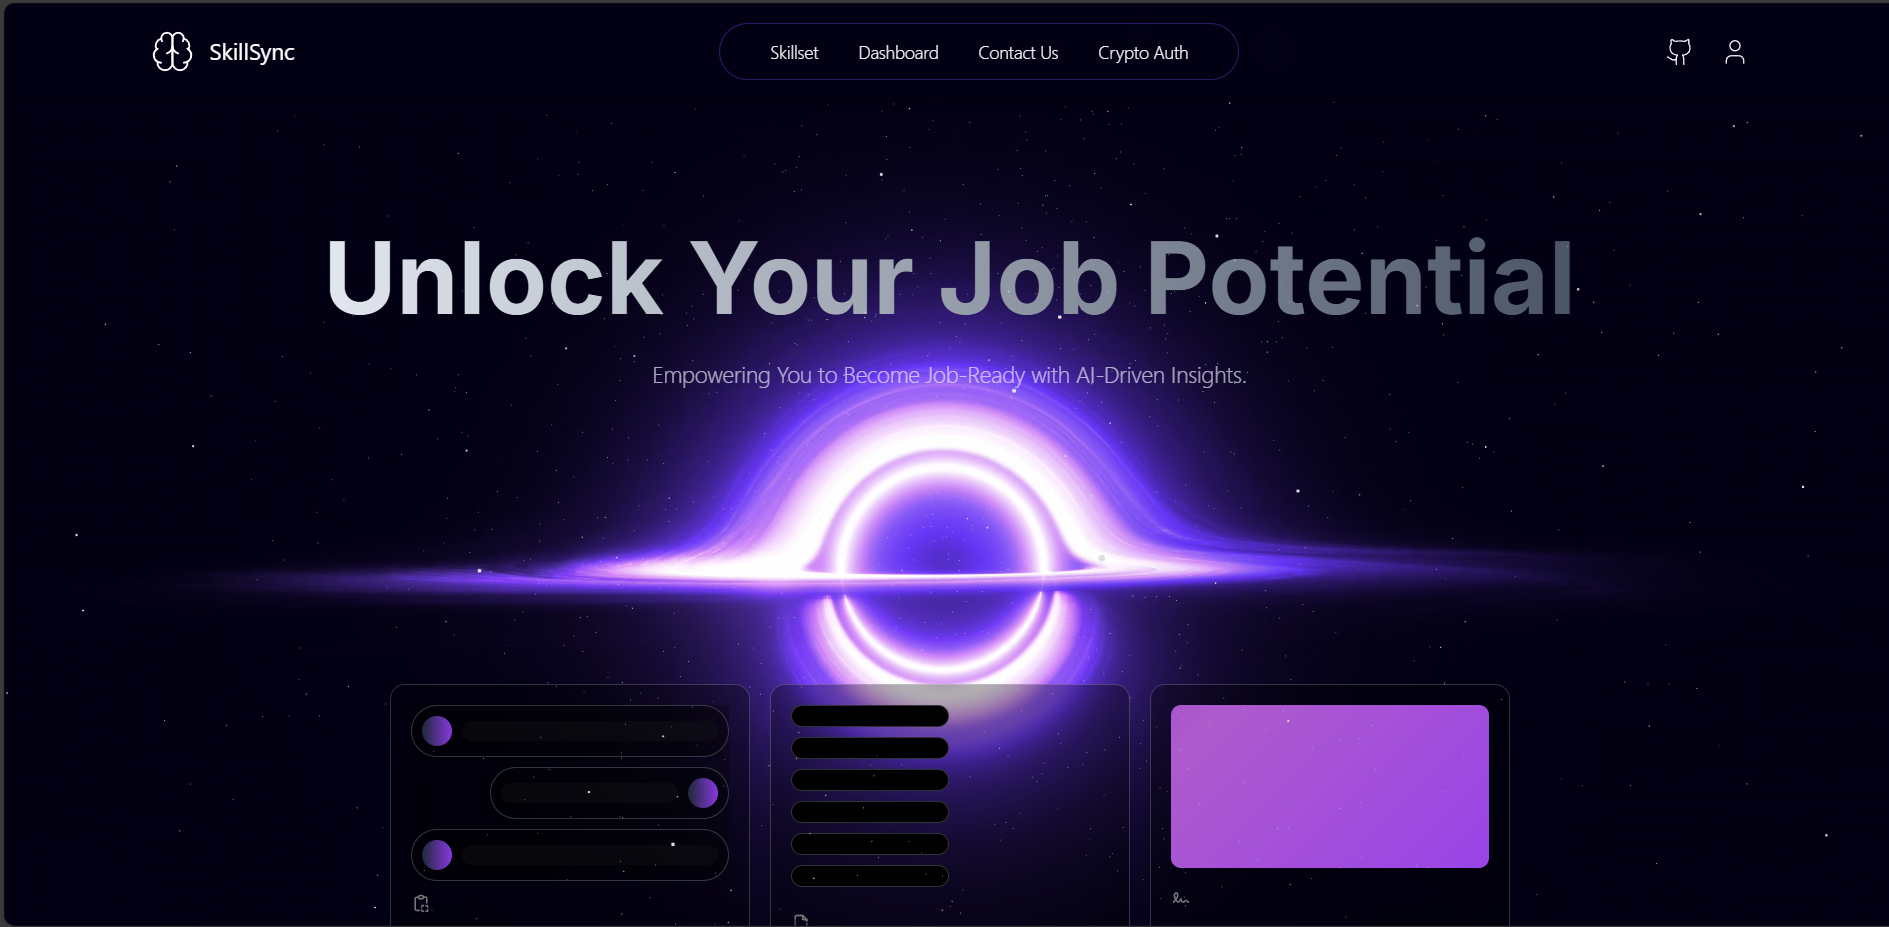 SkillSync
Skillset Dashboard Contact Us Crypto Auth
Unlock Your Job Potential
Empowering You to Become Job-Ready with AI-Driven Insights.